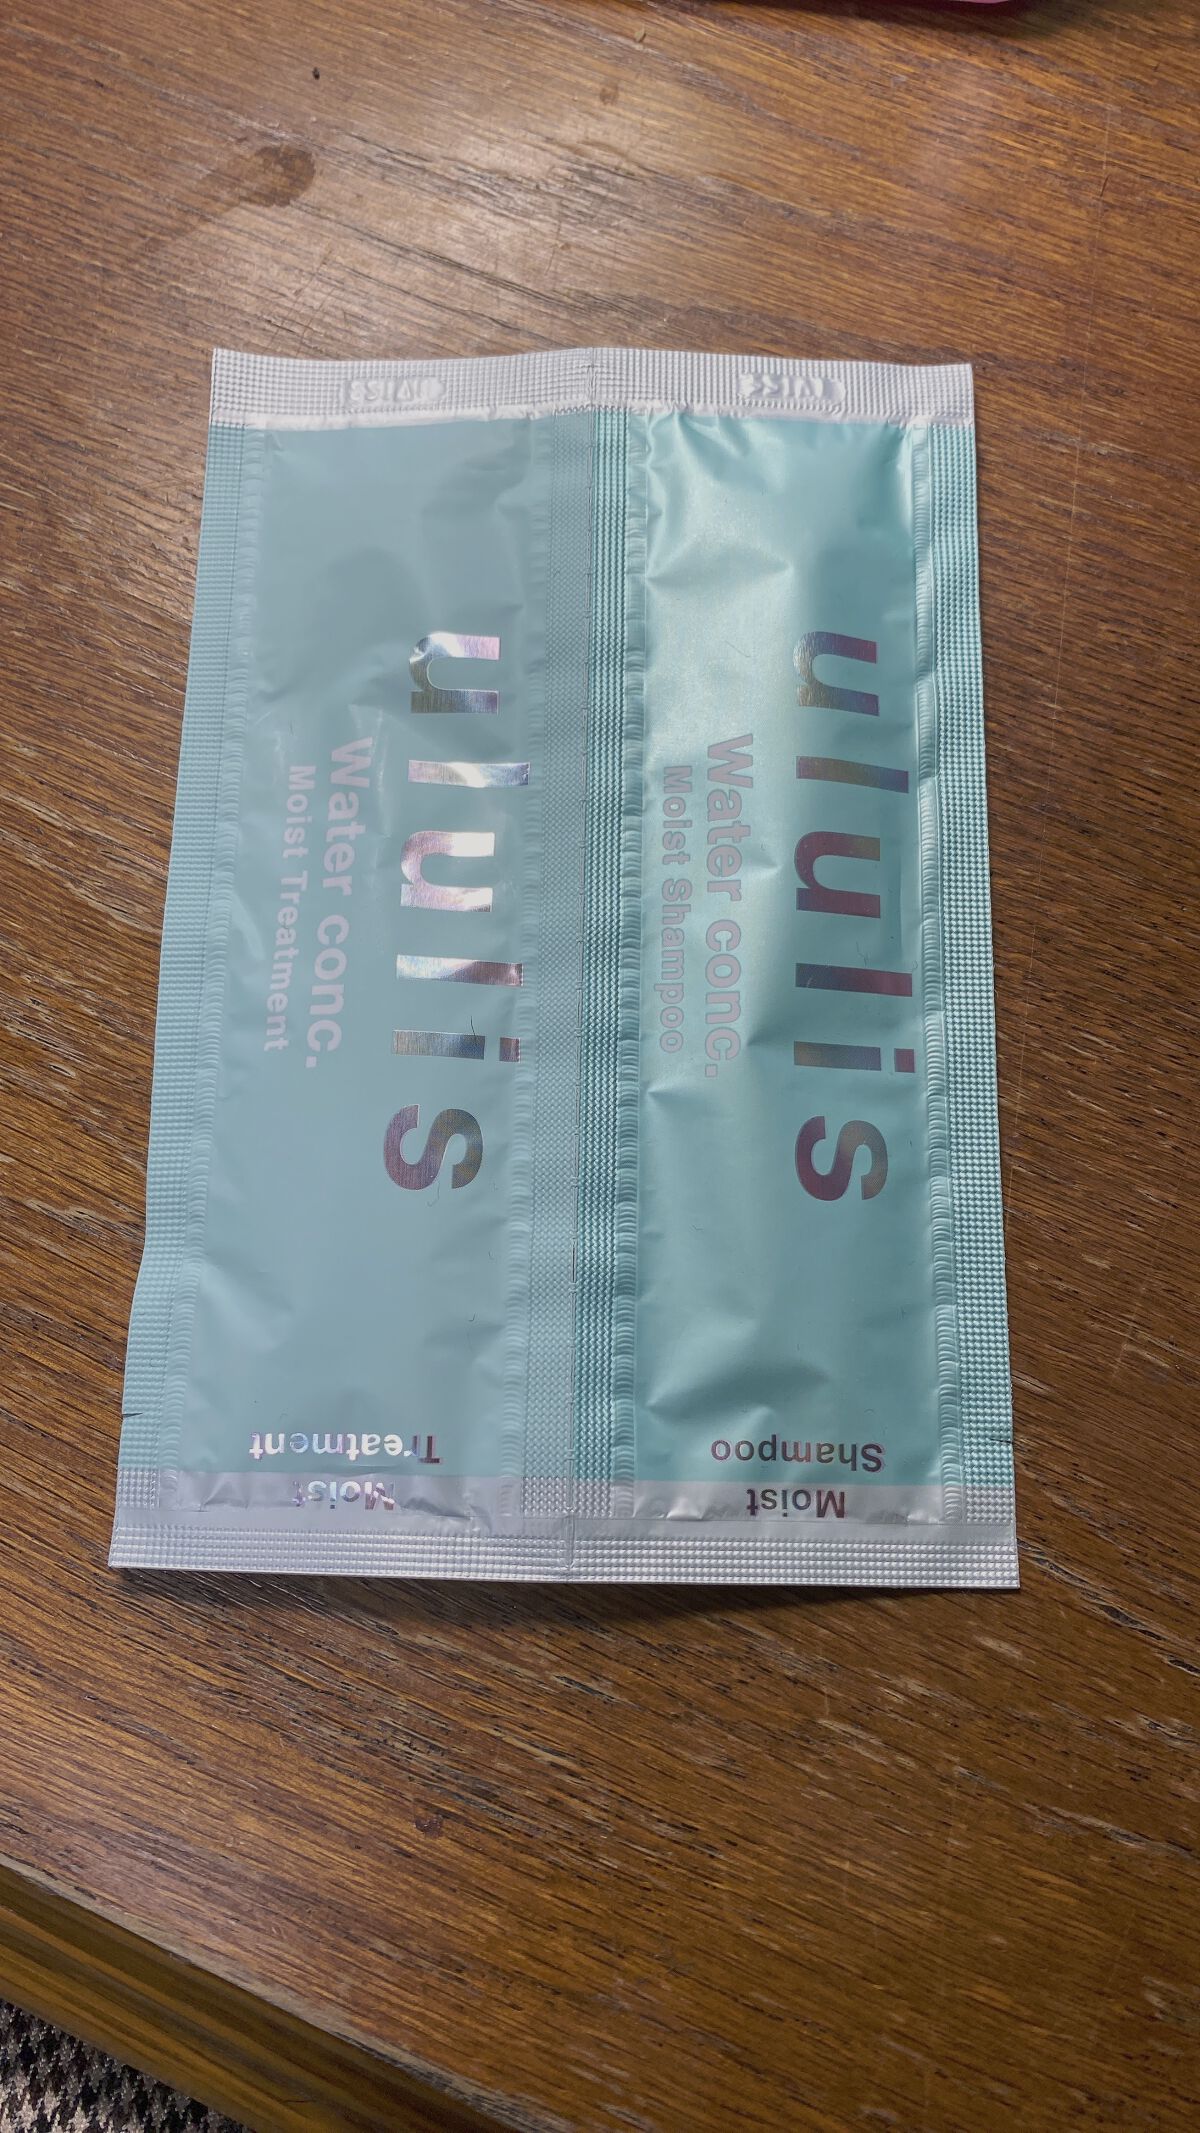 ululis
Water conc.
Moist Shampoo
Moist
Shampoo
ululis
Water conc.
Moist Treatment
Moist
Treatment